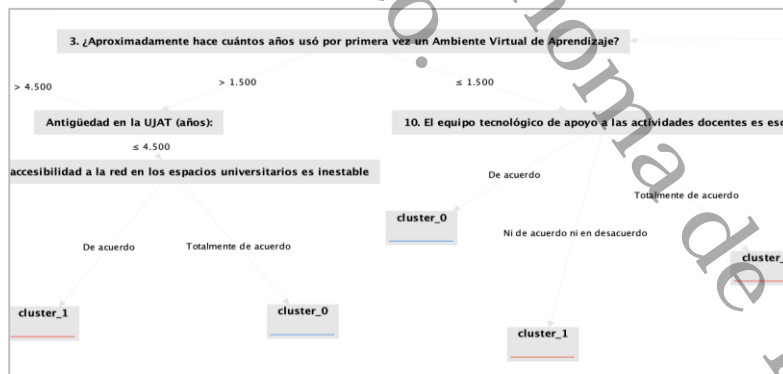 3. ¿Aproximadamente hace cuántos años usó por primera vez un Ambiente Virtual de Aprendizaje?
> 4.500
> 1.500
≤ 1.500
Antigüedad en la UJAT (años):
10. El equipo tecnológico de apoyo a las actividades docentes es esc
≤ 4.500
accesibilidad a la red en los espacios universitarios es inestable
De acuerdo
Totalmente de acuerdo
cluster_0
Ni de acuerdo ni en desacuerdo
De acuerdo
Totalmente de acuerdo
cluster_
cluster_1
cluster_0
cluster_1
noma de
o.